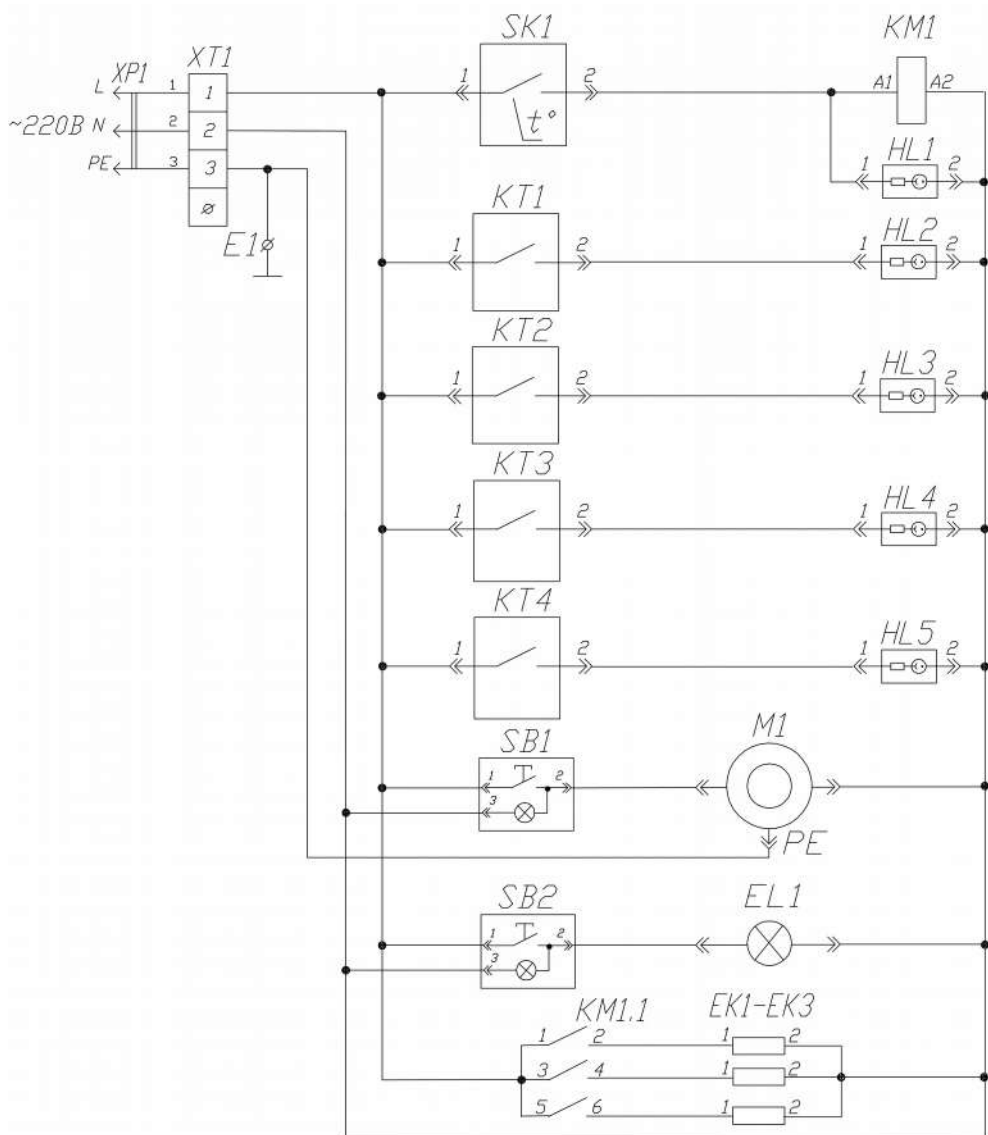 SK1 KM1
XP1 XT1
L 1 1 1 2 A1 A2
~220В N 2 2 t°
PE 3 3 1 HL1 2
ø
KT1 HL2
E1 1 2 1 2
KT2 HL3
1 2 1 2
KT3 HL4
1 2 1 2
KT4 HL5
1 2 1 2
SB1 M1
1 2
3
PE
SB2 EL1
1 2
3
KM1.1 EK1-EK3
1 2 1 2
3 4 1 2
5 6 1 2